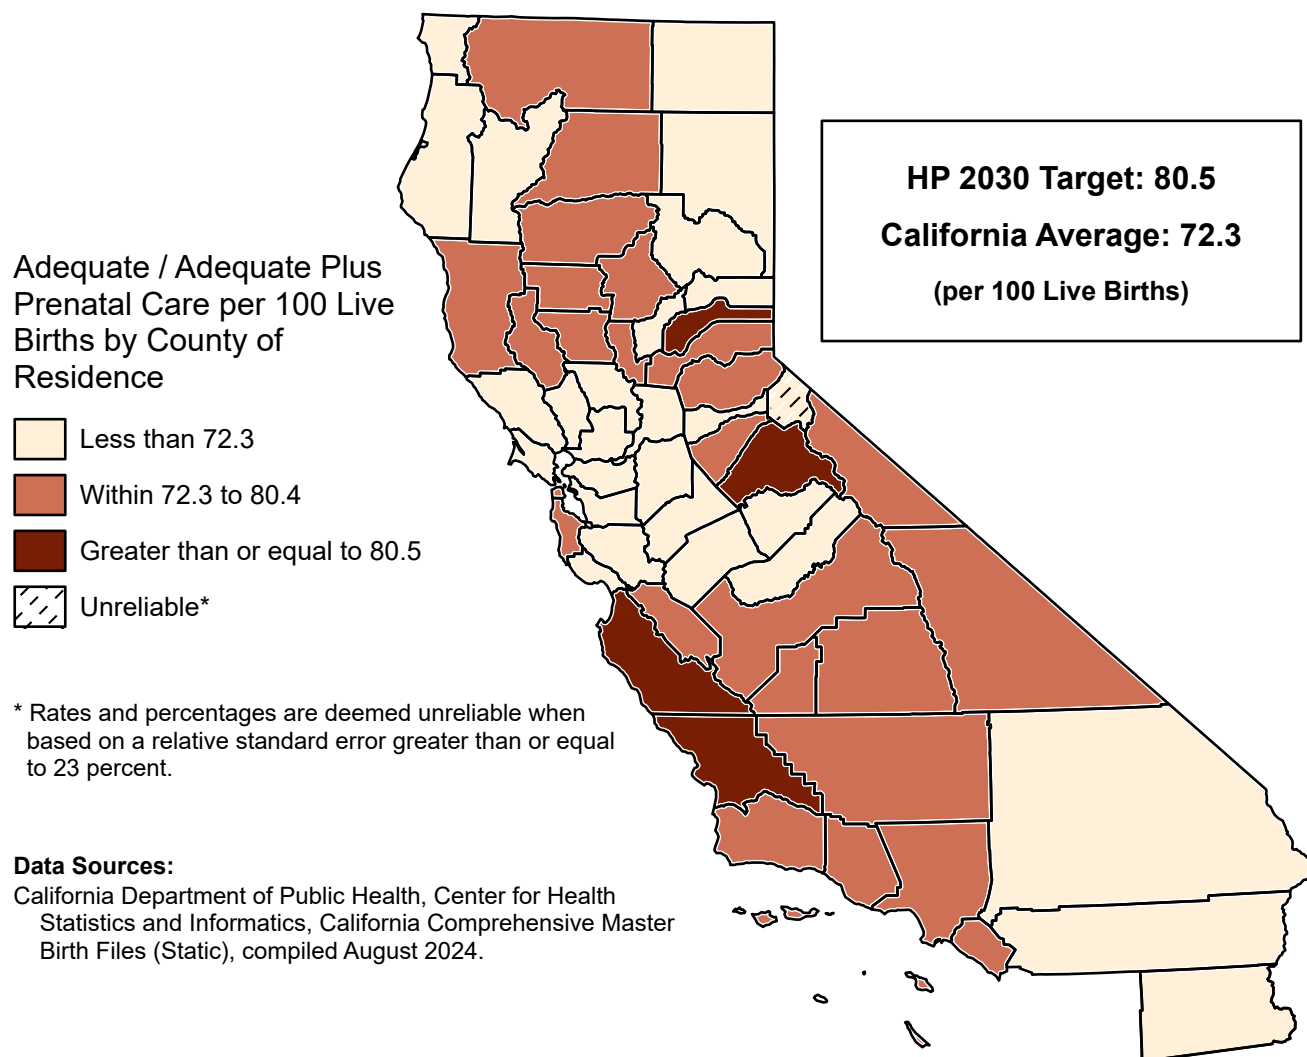 HP 2030 Target: 80.5
California Average: 72.3
(per 100 Live Births)
Adequate / Adequate Plus
Prenatal Care per 100 Live
Births by County of
Residence
Less than 72.3
Within 72.3 to 80.4
Greater than or equal to 80.5
Unreliable*
* Rates and percentages are deemed unreliable when
based on a relative standard error greater than or equal
to 23 percent.
Data Sources:
California Department of Public Health, Center for Health
Statistics and Informatics, California Comprehensive Master
Birth Files (Static), compiled August 2024.